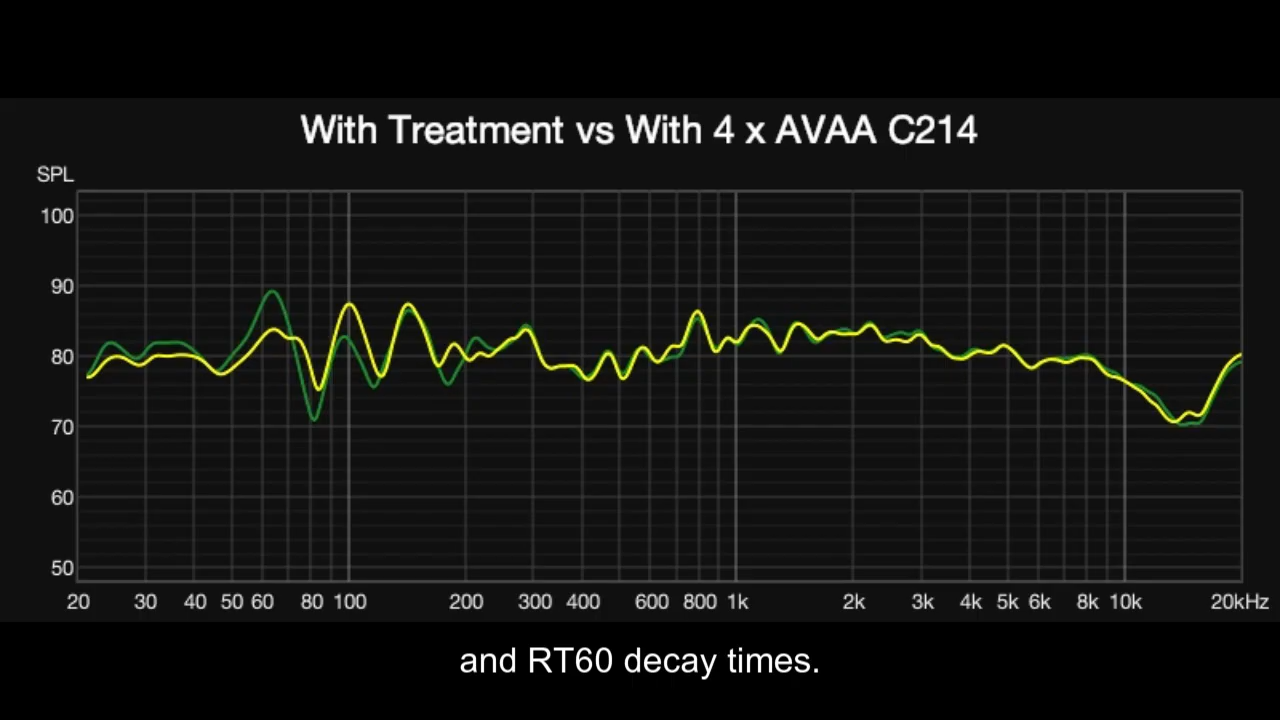 With Treatment vs With 4 x AVAA C214
SPL
100
90
80
70
60
50
20 30 40 50 60 80 100 200 300 400 600 800 1k 2k 3k 4k 5k 6k 8k 10k 20kHz
and RT60 decay times.